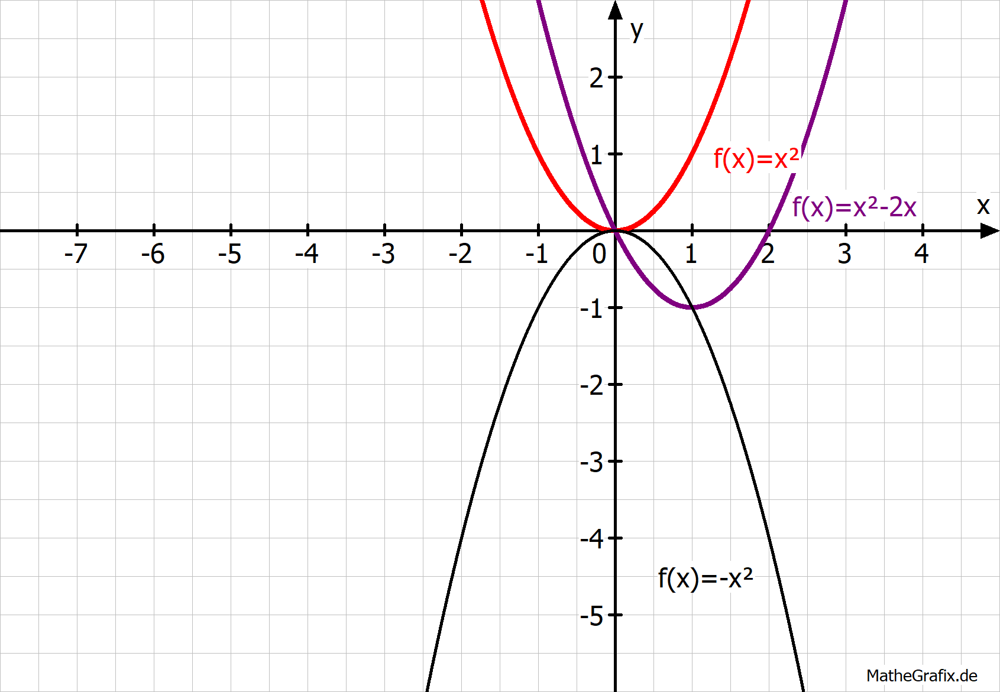 y
2
1
f(x)=x²
f(x)=x²-2x
x
-7 -6 -5 -4 -3 -2 -1 0 1 2 3 4
-1
-2
-3
-4
f(x)=-x²
-5
MatheGrafix.de